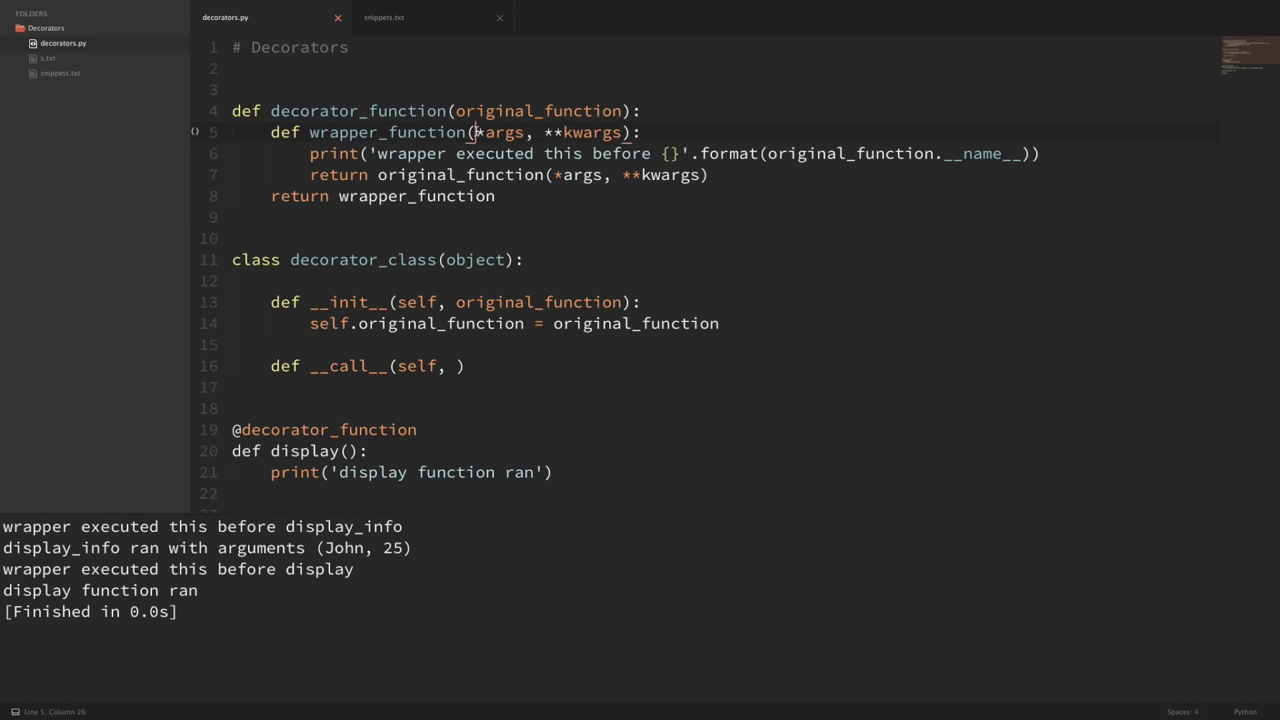 FOLDERS
Decorators
decorators.py
s.txt
snippets.txt
decorators.py
snippets.txt
1 # Decorators
2
3
4 def decorator_function(original_function):
5 def wrapper_function(*args, **kwargs):
6 print('wrapper executed this before {}'.format(original_function.__name__))
7 return original_function(*args, **kwargs)
8 return wrapper_function
9
10
11 class decorator_class(object):
12
13 def __init__(self, original_function):
14 self.original_function = original_function
15
16 def __call__(self, )
17
18
19 @decorator_function
20 def display():
21 print('display function ran')
22
wrapper executed this before display_info
display_info ran with arguments (John, 25)
wrapper executed this before display
display function ran
[Finished in 0.0s]
Line 5, Column 26
Spaces: 4
Python